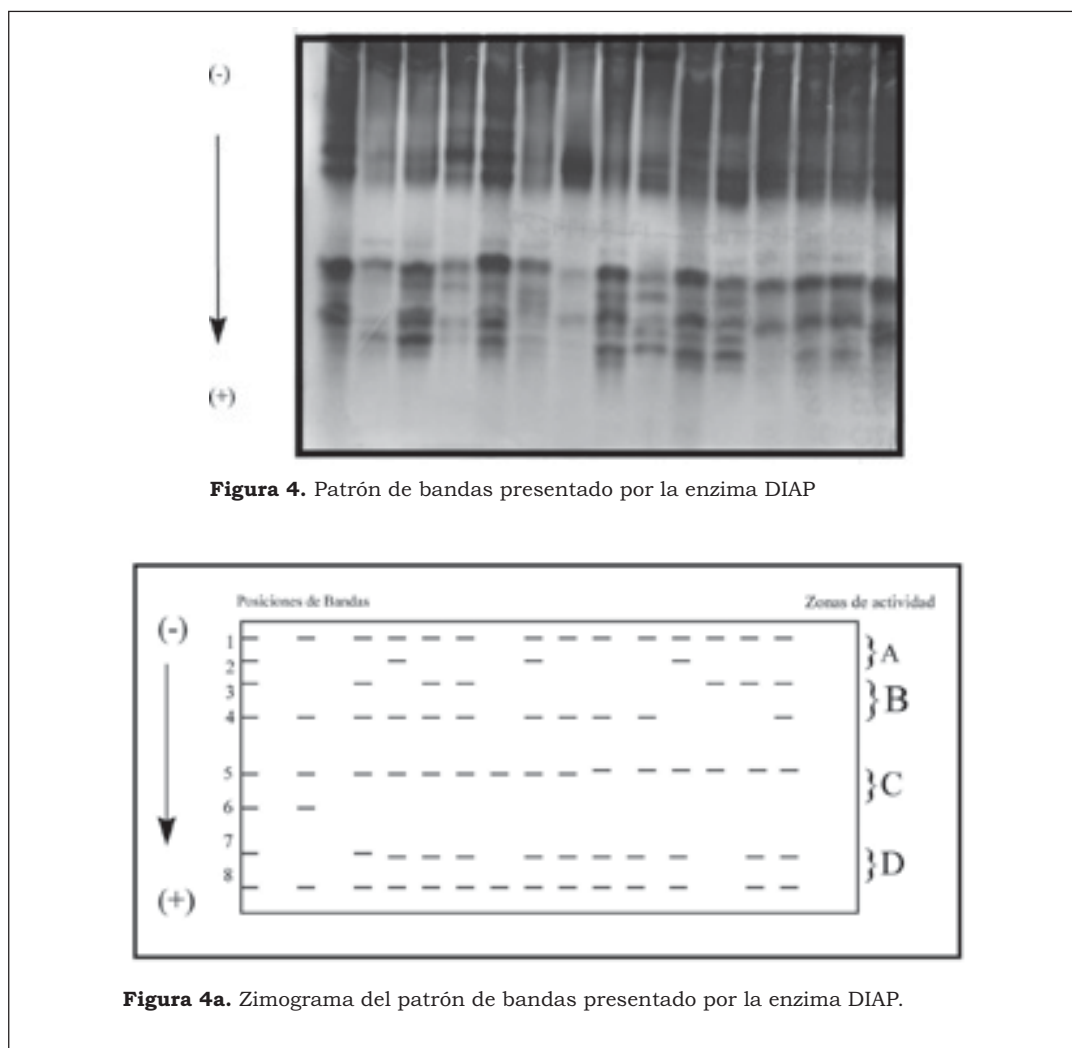 (-)
(+)
Figura 4. Patrón de bandas presentado por la enzima DIAP
Posiciones de Bandas
Zonas de actividad
(-)
1
2
3
4
5
6
7
8
(+)
A
B
C
D
Figura 4a. Zimograma del patrón de bandas presentado por la enzima DIAP.